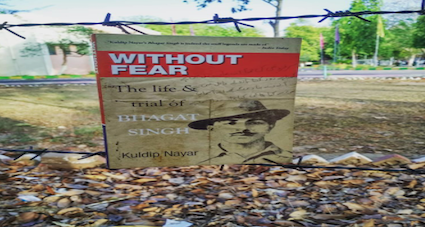 WITHOUT
FEAR
The life &
trial of
BHAGAT
SINGH
Kuldip Nayar